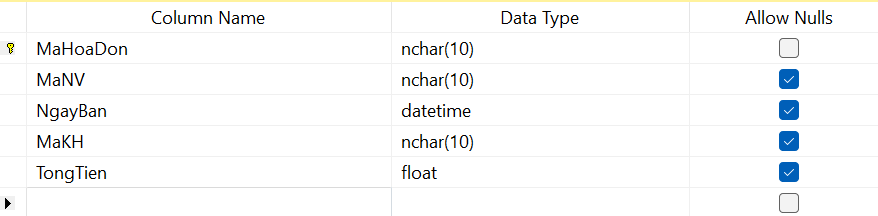 Column Name Data Type Allow Nulls
MaHoaDon nchar(10)
MaNV nchar(10)
NgayBan datetime
MaKH nchar(10)
TongTien float